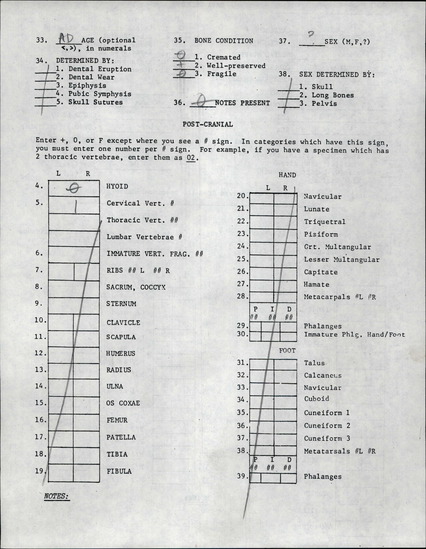 33. AD AGE (optional <,>), in numerals
34. DETERMINED BY:
1. Dental Eruption
2. Dental Wear
3. Epiphysis
4. Pubic Symphysis
5. Skull Sutures
35. BONE CONDITION
0 1. Cremated
+ 2. Well-preserved
0 3. Fragile
36. 0 NOTES PRESENT
37. ? SEX (M,F,?)
38. SEX DETERMINED BY:
1. Skull
2. Long Bones
3. Pelvis
POST-CRANIAL
Enter +, O, or F except where you see a # sign. In categories which have this sign,
you must enter one number per # sign. For example, if you have a specimen which has
2 thoracic vertebrae, enter them as 02.
L R
4. 0 HYOID
5. Cervical Vert. #
Thoracic Vert. ##
Lumbar Vertebrae #
6. IMMATURE VERT. FRAG. ##
7. RIBS ## L ## R
8. SACRUM, COCCYX
9. STERNUM
10. CLAVICLE
11. SCAPULA
12. HUMERUS
13. RADIUS
14. ULNA
15. OS COXAE
16. FEMUR
17. PATELLA
18. TIBIA
19. FIBULA
NOTES:
HAND
L R
20. Navicular
21. Lunate
22. Triquetral
23. Pisiform
24. Grt. Multangular
25. Lesser Multangular
26. Capitate
27. Hamate
28. Metacarpals #L #R
P I D
## ## ##
29. Phalanges
30. Immature Phlg. Hand/Foot
FOOT
31. Talus
32. Calcaneus
33. Navicular
34. Cuboid
35. Cuneiform 1
36. Cuneiform 2
37. Cuneiform 3
38. Metatarsals #L #R
P I D
## ## ##
39. Phalanges